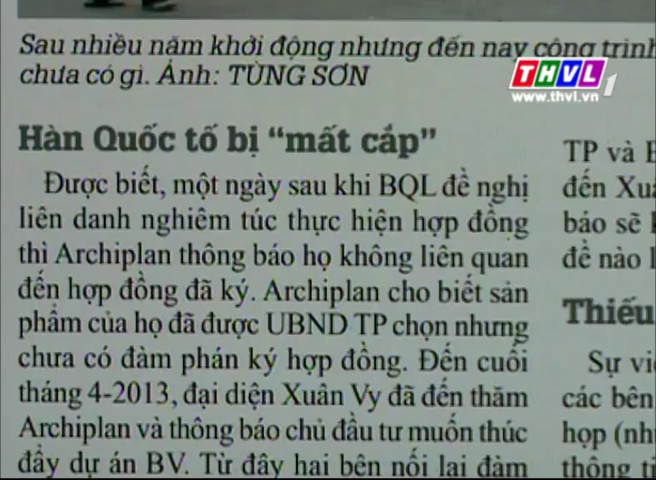 Sau nhiều năm khởi động nhưng đến nay công trình
chưa có gì. Ảnh: TÙNG SƠN
THVL1
www.thvl.vn
Hàn Quốc tố bị “mất cắp”
Được biết, một ngày sau khi BQL đề nghị
liên danh nghiêm túc thực hiện hợp đồng
thì Archiplan thông báo họ không liên quan
đến hợp đồng đã ký. Archiplan cho biết sản
phẩm của họ đã được UBND TP chọn nhưng
chưa có đàm phán ký hợp đồng. Đến cuối
tháng 4-2013, đại diện Xuân Vy đã đến thăm
Archiplan và thông báo chủ đầu tư muốn thúc
đẩy dự án BV. Từ đây hai bên nối lại đàm
TP và
đến
báo sẽ
đề nào
Thiếu
Sự
các bên
họp
thông